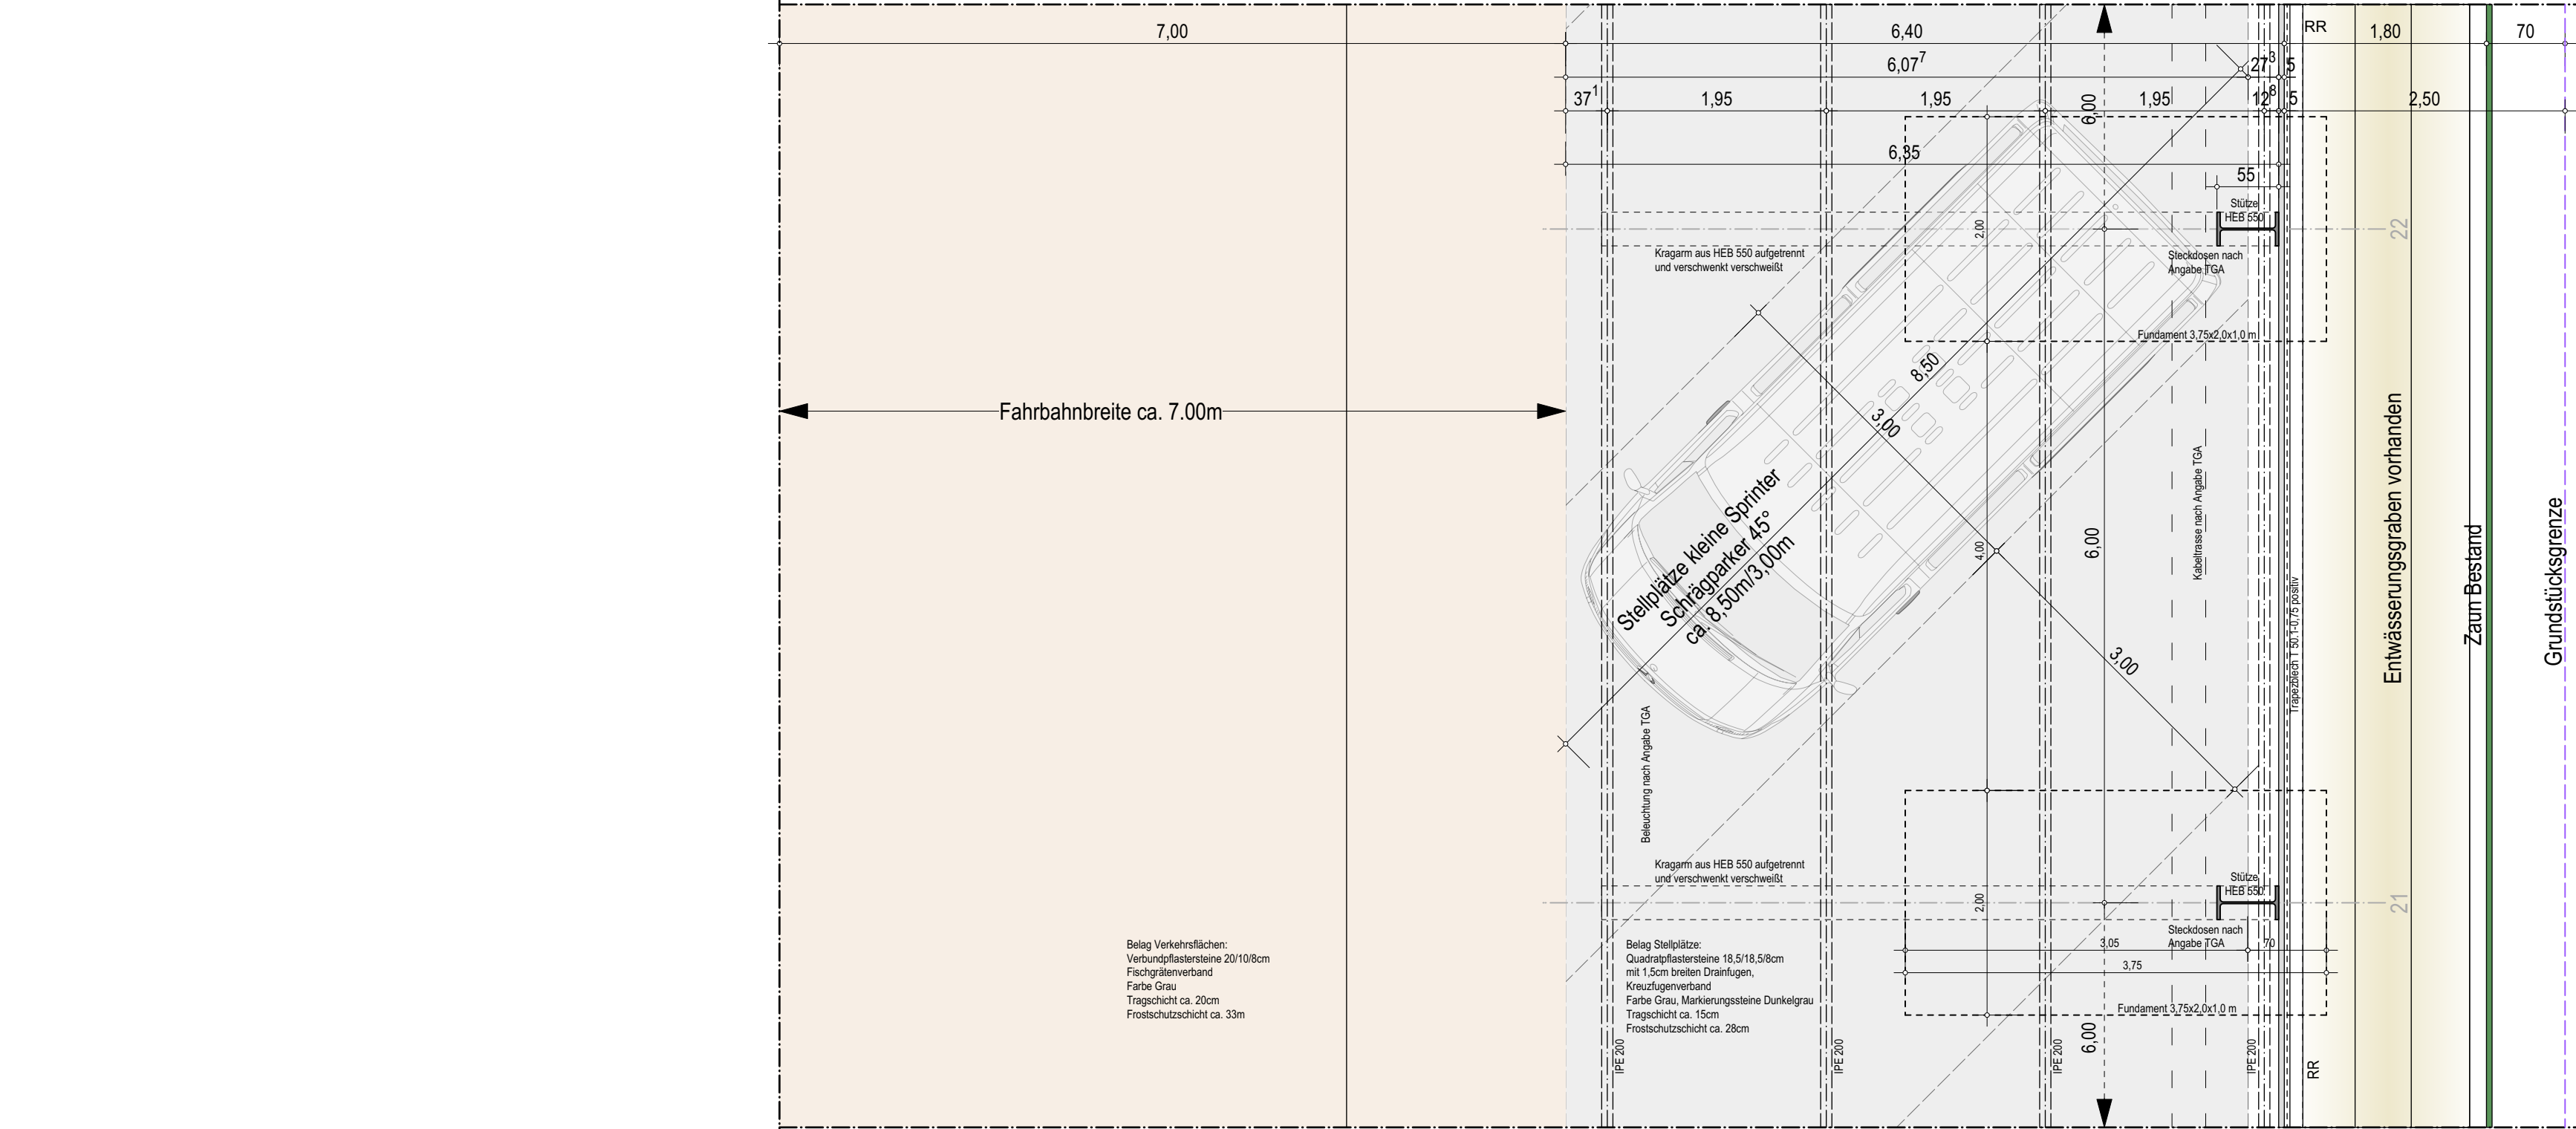 7,00
6,40
RR
1,80
70
6,07⁷
27³
5
37¹
1,95
1,95
1,95
12⁸
5
2,50
6,00
6,35
55
Stütze
HEB 550
22
2,00
Kragarm aus HEB 550 aufgetrennt
und verschwenkt verschweißt
Steckdosen nach
Angabe TGA
Fundament 3,75x2,0x1,0 m
8,50
3,00
Fahrbahnbreite ca. 7.00m
Stellplätze kleine Sprinter
Schrägparker 45°
ca. 8,50m/3,00m
4,00
6,00
Kabeltrasse nach Angabe TGA
Trapezblech T 50.1-0,75 positiv
Entwässerungsgraben vorhanden
Zaun Bestand
Grundstücksgrenze
3,00
Beleuchtung nach Angabe TGA
Kragarm aus HEB 550 aufgetrennt
und verschwenkt verschweißt
Stütze
HEB 550
21
2,00
Steckdosen nach
Angabe TGA
3,05
70
3,75
Fundament 3,75x2,0x1,0 m
Belag Verkehrsflächen:
Verbundpflastersteine 20/10/8cm
Fischgrätenverband
Farbe Grau
Tragschicht ca. 20cm
Frostschutzschicht ca. 33m
Belag Stellplätze:
Quadratpflastersteine 18,5/18,5/8cm
mit 1,5cm breiten Drainfugen,
Kreuzfugenverband
Farbe Grau, Markierungssteine Dunkelgrau
Tragschicht ca. 15cm
Frostschutzschicht ca. 28cm
6,00
IPE 200
IPE 200
IPE 200
IPE 200
RR